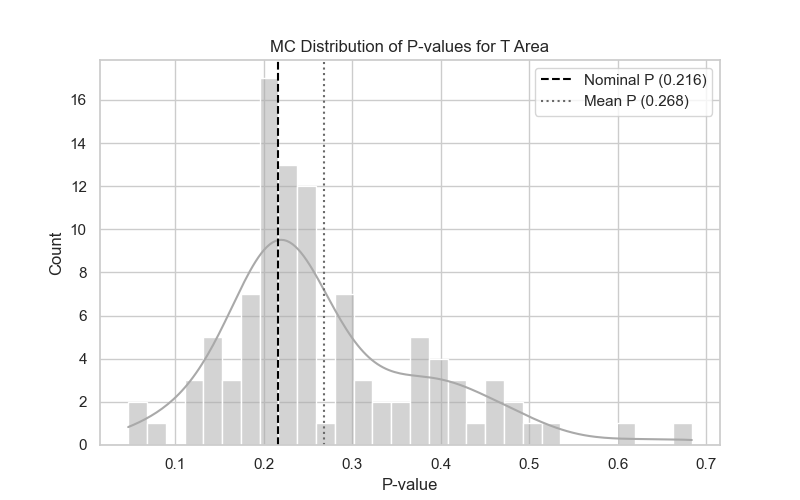 MC Distribution of P-values for T Area
Nominal P (0.216)
Mean P (0.268)
Count
16
14
12
10
8
6
4
2
0
0.1 0.2 0.3 0.4 0.5 0.6 0.7
P-value